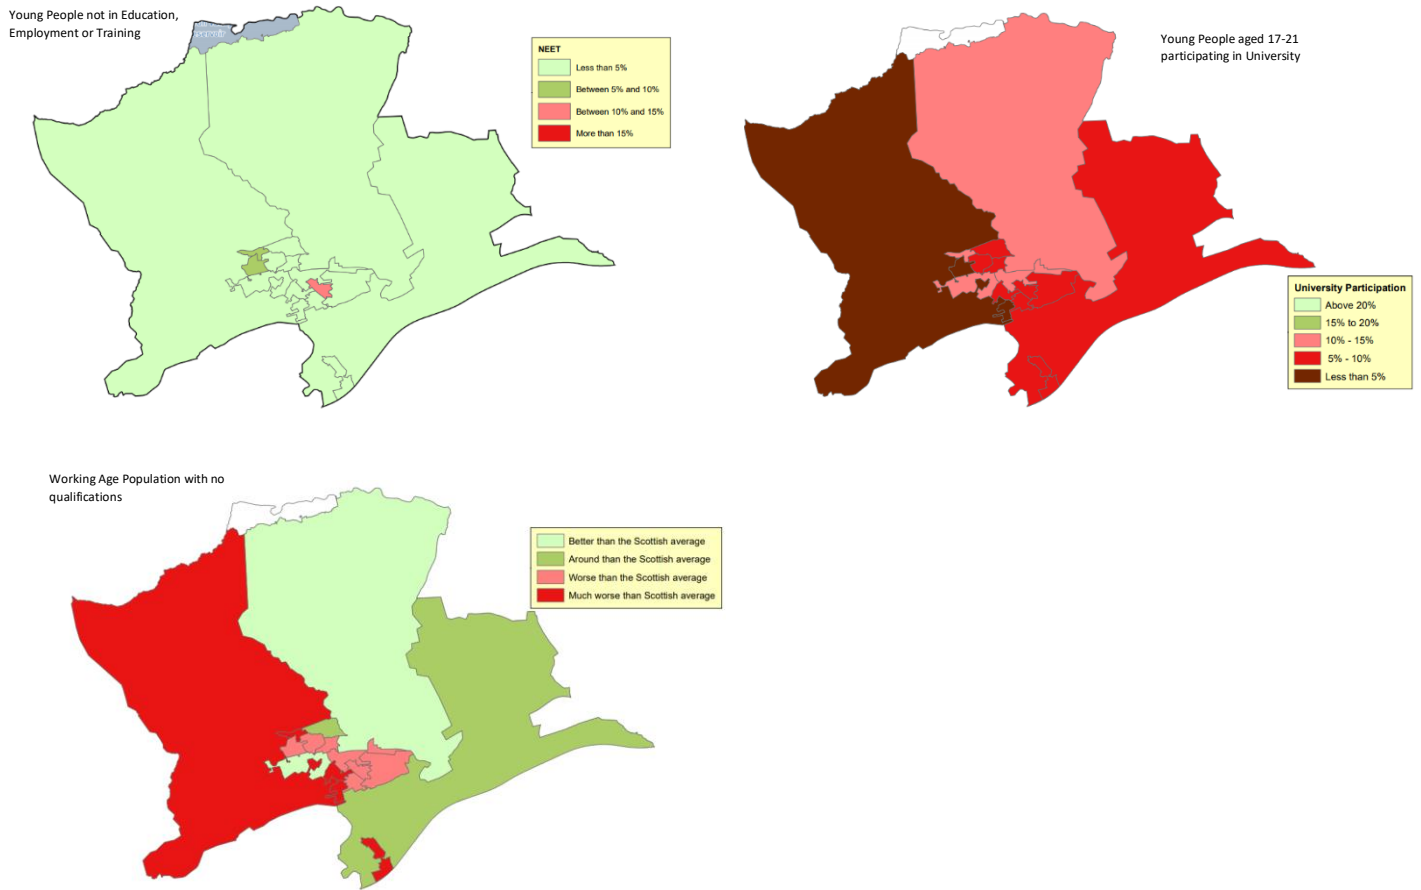 Young People not in Education,
Employment or Training
NEET
Less than 5%
Between 5% and 10%
Between 10% and 15%
More than 15%
Young People aged 17-21
participating in University
University Participation
Above 20%
15% to 20%
10% - 15%
5% - 10%
Less than 5%
Working Age Population with no
qualifications
Better than the Scottish average
Around than the Scottish average
Worse than the Scottish average
Much worse than Scottish average